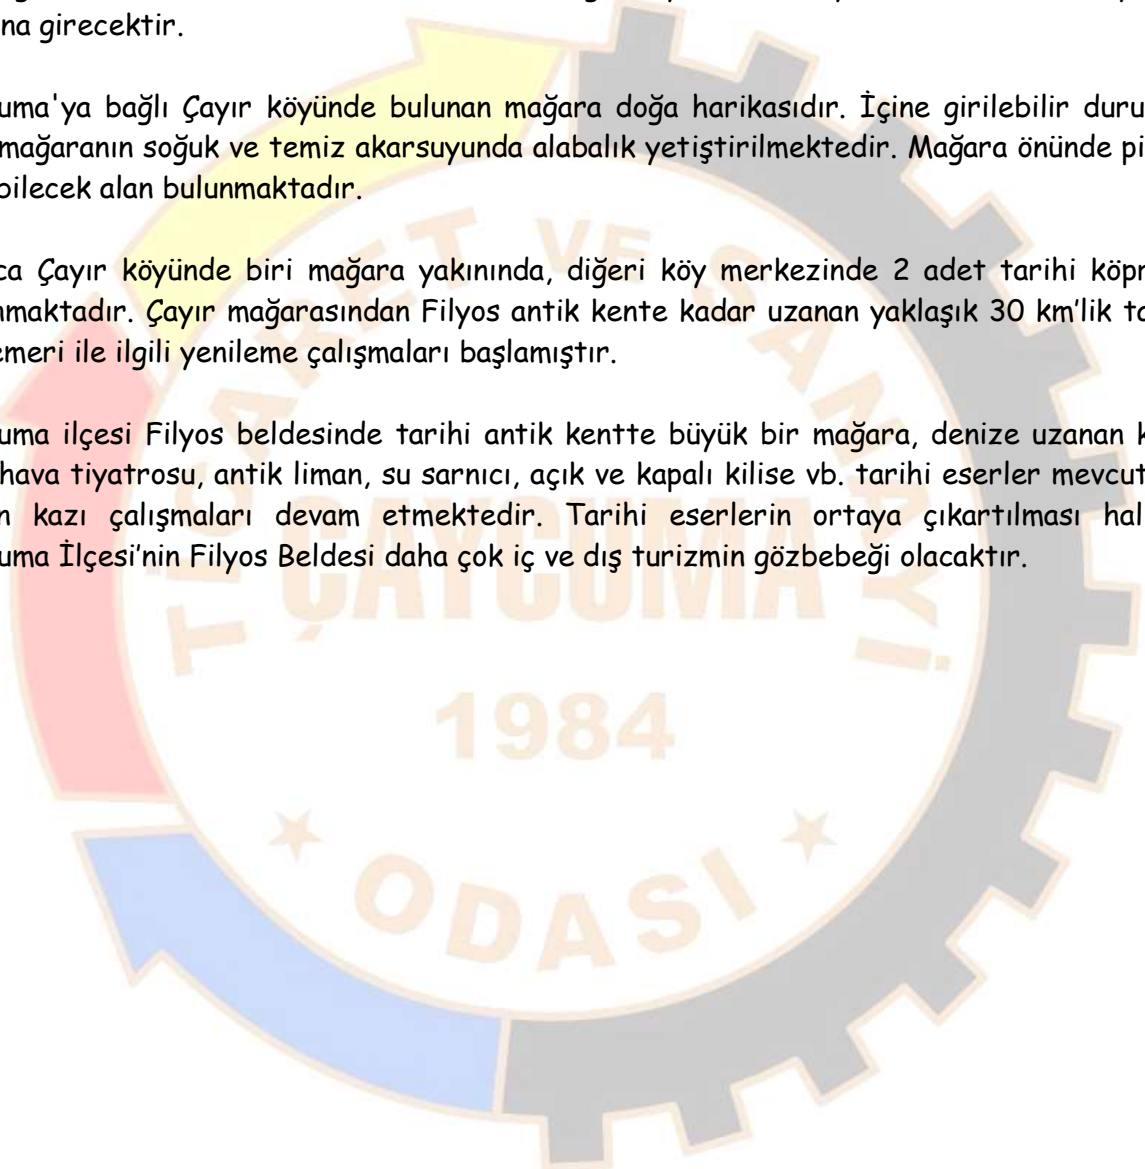 na girecektir.
uma'ya bağlı Çayır köyünde bulunan mağara doğa harikasıdır. İçine girilebilir duru
mağaranın soğuk ve temiz akarsuyunda alabalık yetiştirilmektedir. Mağara önünde pi
bilecek alan bulunmaktadır.
ca Çayır köyünde biri mağara yakınında, diğeri köy merkezinde 2 adet tarihi köpr
maktadır. Çayır mağarasından Filyos antik kente kadar uzanan yaklaşık 30 km'lik ta
emeri ile ilgili yenileme çalışmaları başlamıştır.
uma ilçesi Filyos beldesinde tarihi antik kentte büyük bir mağara, denize uzanan k
hava tiyatrosu, antik liman, su sarnıcı, açık ve kapalı kilise vb. tarihi eserler mevcut
n kazı çalışmaları devam etmektedir. Tarihi eserlerin ortaya çıkartılması hal
uma İlçesi'nin Filyos Beldesi daha çok iç ve dış turizmin gözbebeği olacaktır.
TİCARET VE SANAYİ
ÇAYCUMA
1984
ODASI